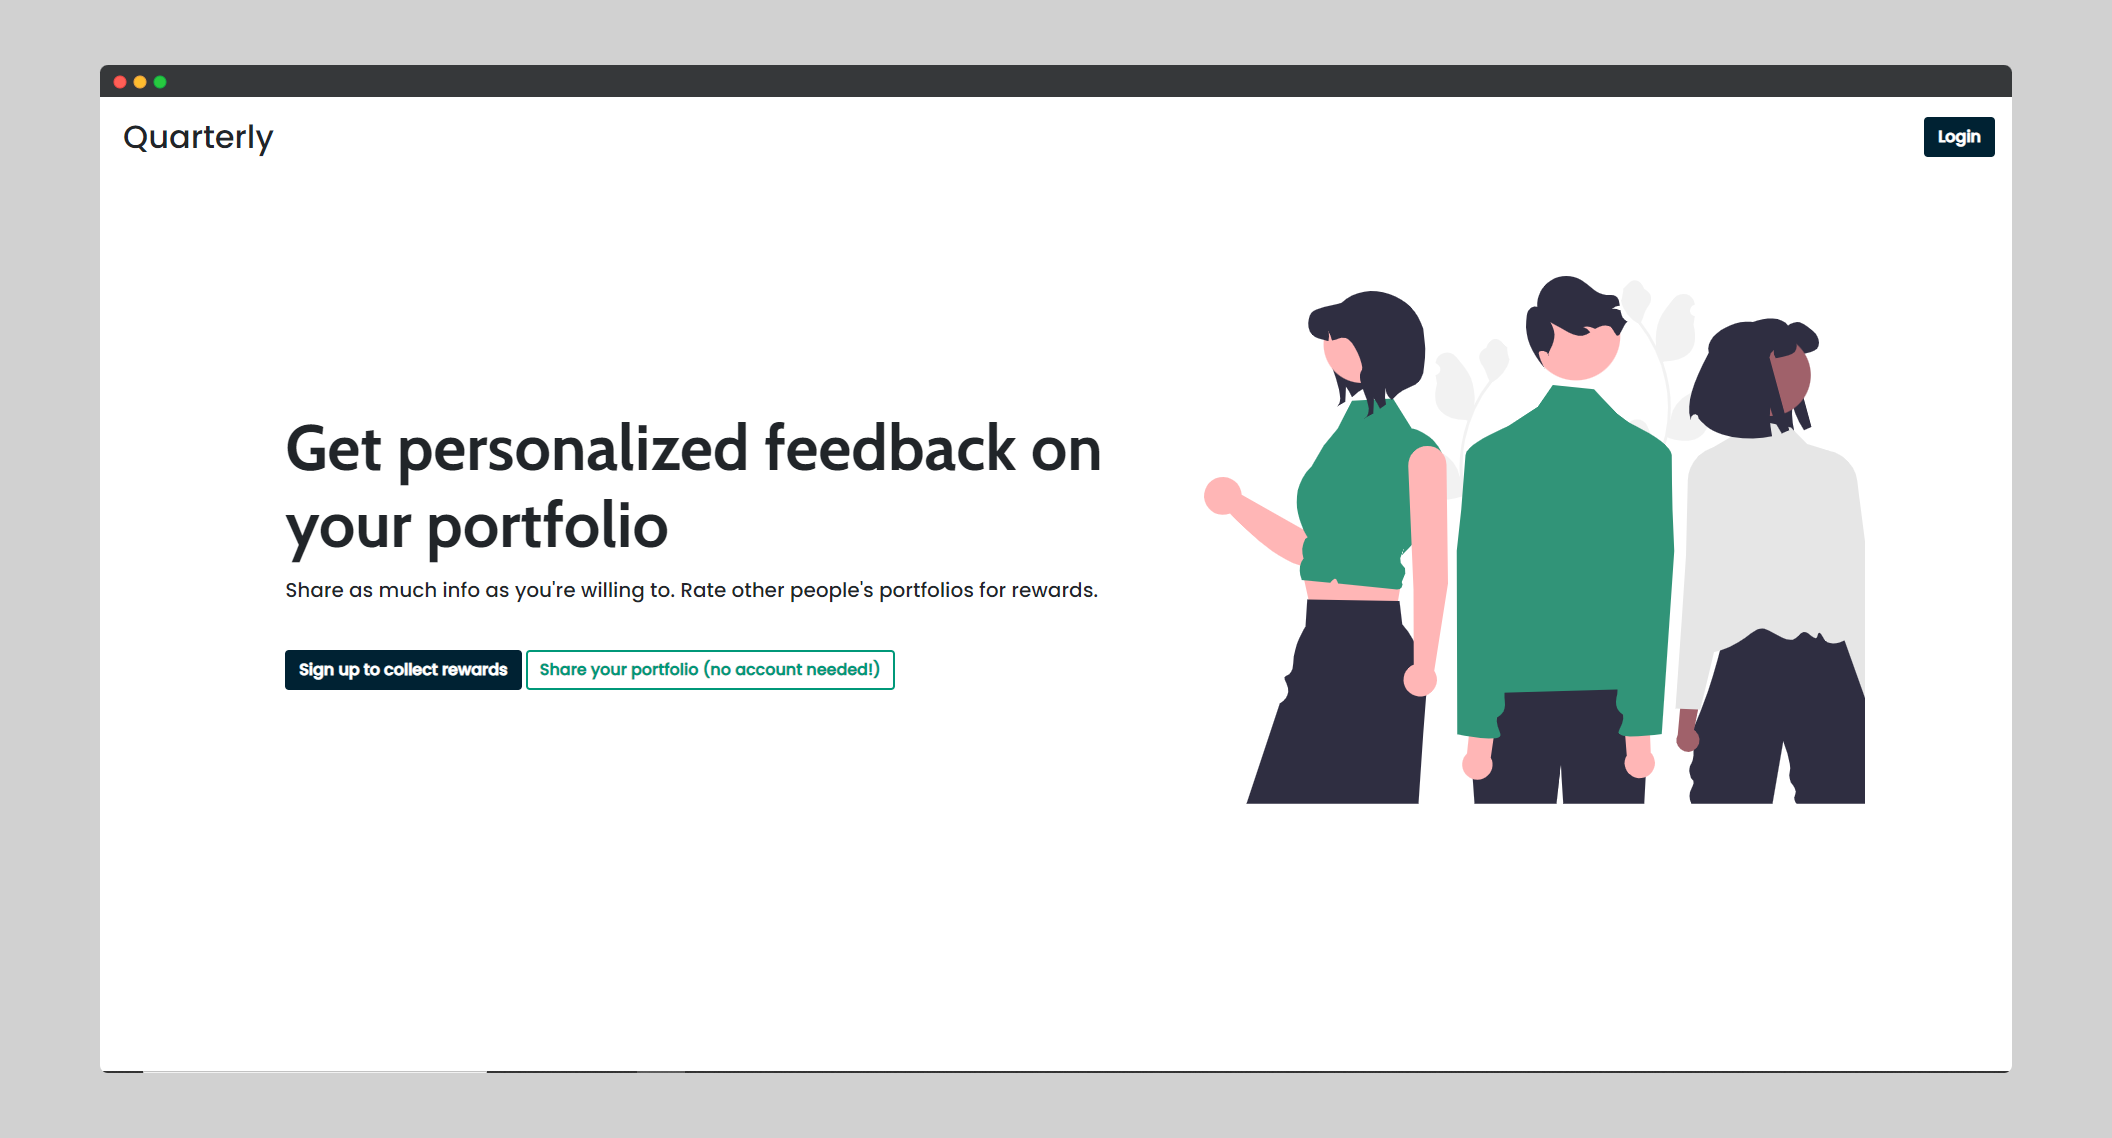 Quarterly
Login
Get personalized feedback on
your portfolio
Share as much info as you're willing to. Rate other people's portfolios for rewards.
Sign up to collect rewards
Share your portfolio (no account needed!)